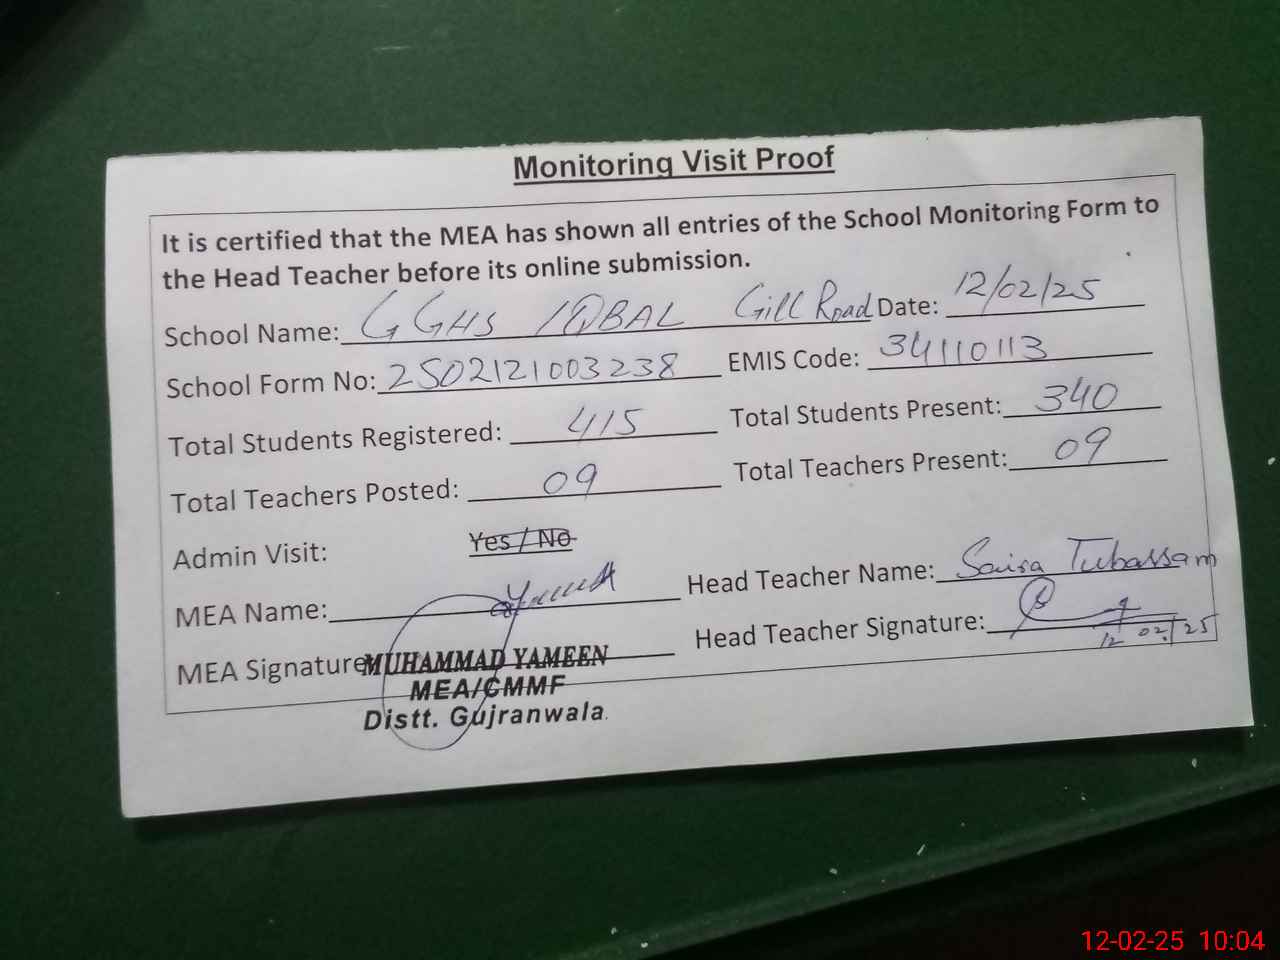 Monitoring Visit Proof
It is certified that the MEA has shown all entries of the School Monitoring Form to
the Head Teacher before its online submission.
School Name: GGHS IQBAL Gill Road Date: 12/02/25
School Form No: 2502121003238 EMIS Code: 34110113
Total Students Registered: 415 Total Students Present: 340
Total Teachers Posted: 09 Total Teachers Present: 09
Admin Visit: Yes / No
MEA Name: Head Teacher Name: Saira Tubassam
MEA Signature Head Teacher Signature:
12 02/25
MUHAMMAD YAMEEN
MEA/CMMF
Distt. Gujranwala.
12-02-25 10:04